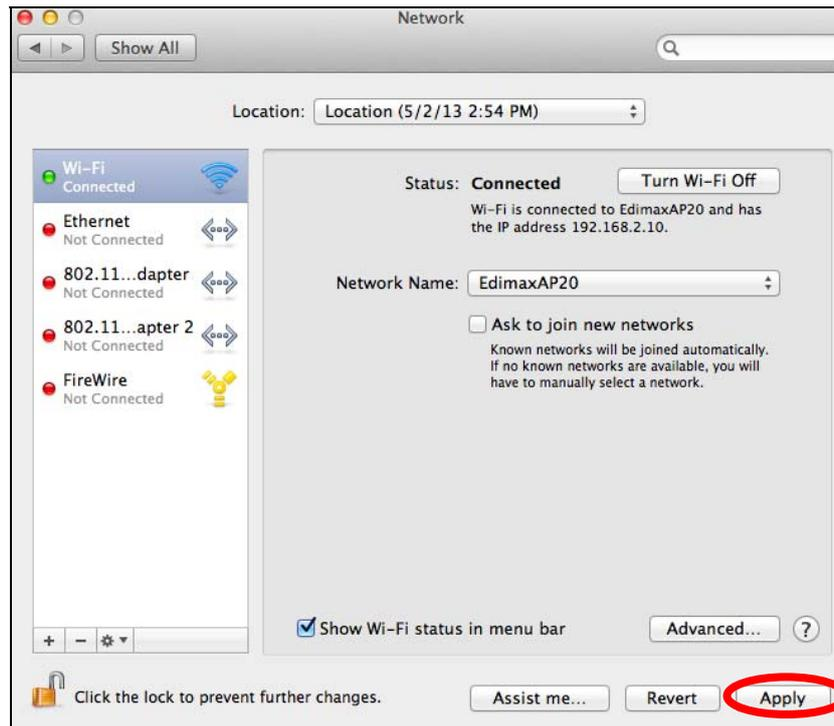 Network
Show All
Location: Location (5/2/13 2:54 PM)
Wi-Fi
Connected
Ethernet
Not Connected
802.11...dapter
Not Connected
802.11...apter 2
Not Connected
FireWire
Not Connected
Status: Connected
Turn Wi-Fi Off
Wi-Fi is connected to EdimaxAP20 and has
the IP address 192.168.2.10.
Network Name: EdimaxAP20
Ask to join new networks
Known networks will be joined automatically.
If no known networks are available, you will
have to manually select a network.
Show Wi-Fi status in menu bar
Advanced...
?
Click the lock to prevent further changes.
Assist me...
Revert
Apply